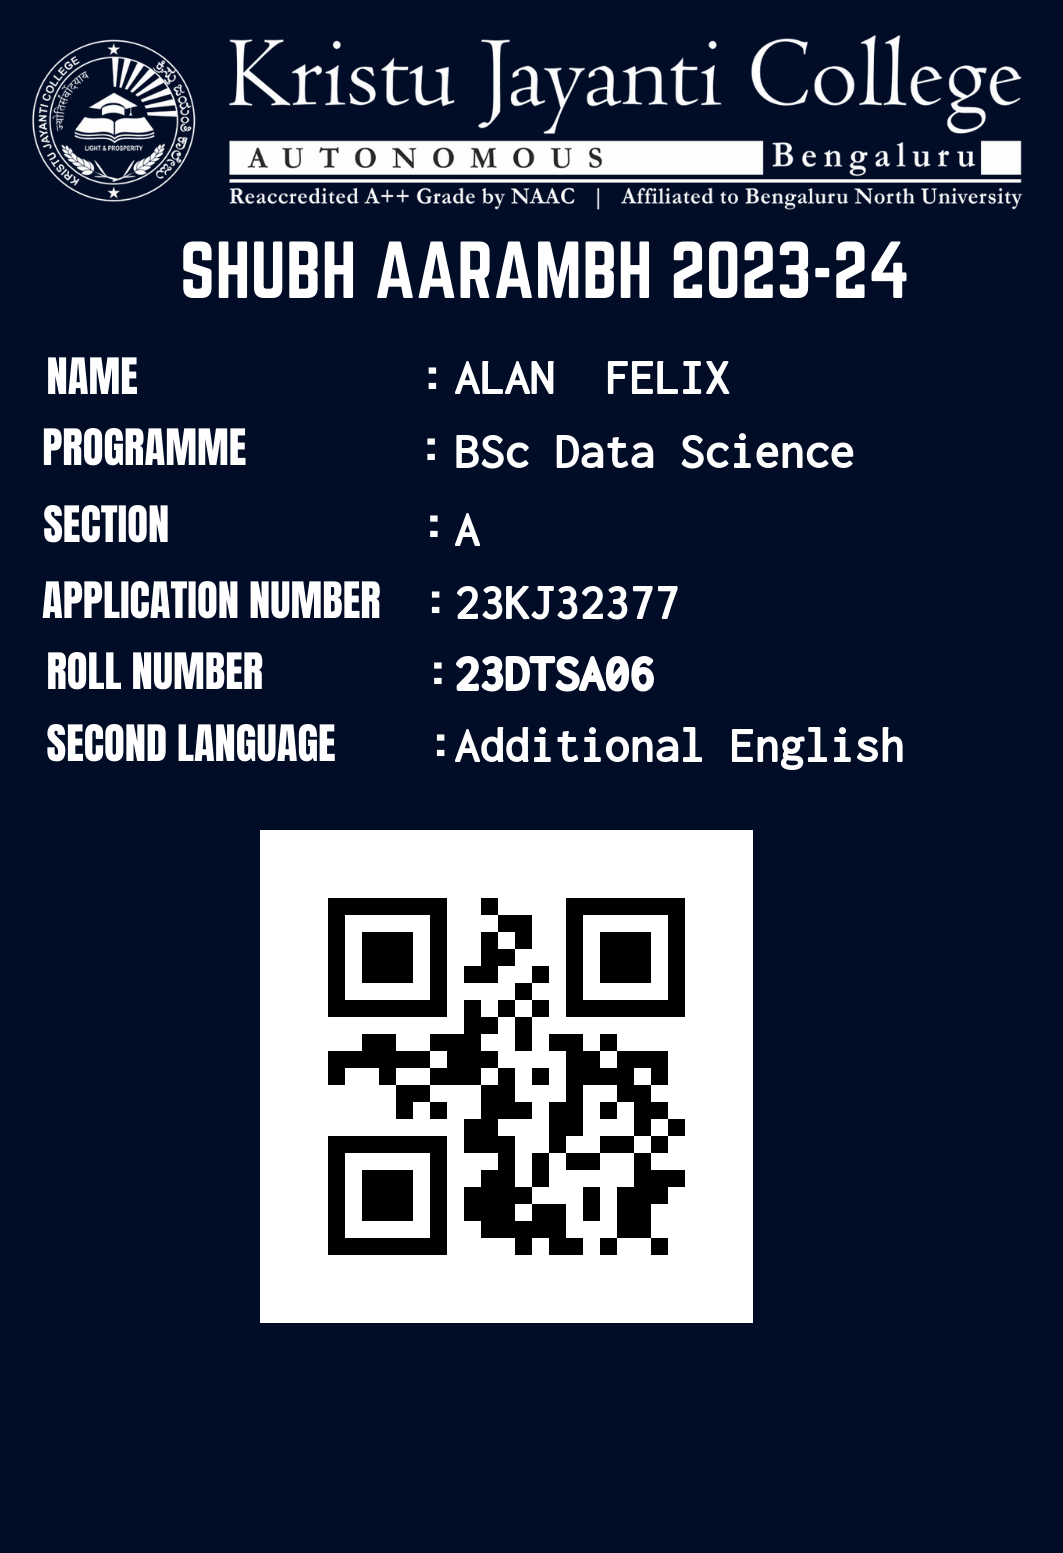 KRISTU JAYANTI COLLEGE
ज्योतिर्समृद्धियाय
LIGHT & PROSPERITY
Kristu Jayanti College
AUTONOMOUS Bengaluru
Reaccredited A++ Grade by NAAC | Affiliated to Bengaluru North University
SHUBH AARAMBH 2023-24
NAME : ALAN FELIX
PROGRAMME : BSc Data Science
SECTION : A
APPLICATION NUMBER : 23KJ32377
ROLL NUMBER : 23DTSA06
SECOND LANGUAGE : Additional English